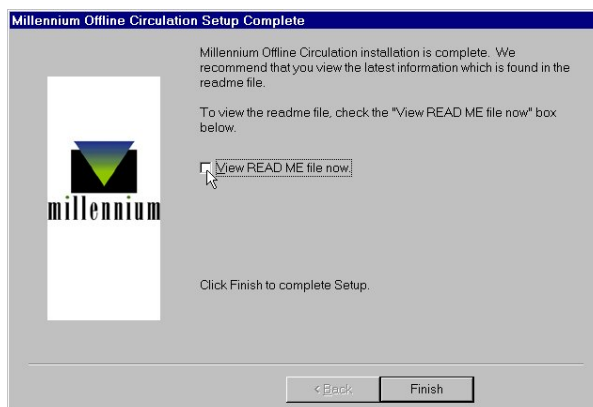 Millennium Offline Circulation Setup Complete
Millennium Offline Circulation installation is complete. We
recommend that you view the latest information which is found in the
readme file.
To view the readme file, check the "View READ ME file now" box
below.
View READ ME file now.
millennium
Click Finish to complete Setup.
< Back
Finish